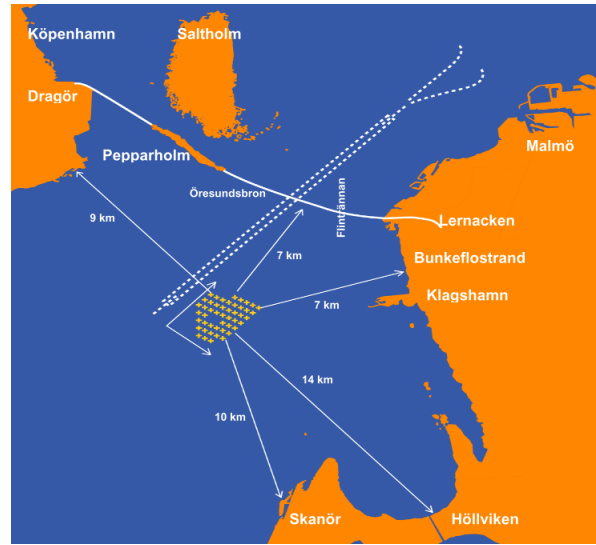 Köpenhamn
Saltholm
Dragör
Malmö
Pepparholm
Öresundsbron
Flintrännan
Lernacken
9 km
7 km
Bunkeflostrand
7 km
Klagshamn
14 km
10 km
Skanör
Höllviken